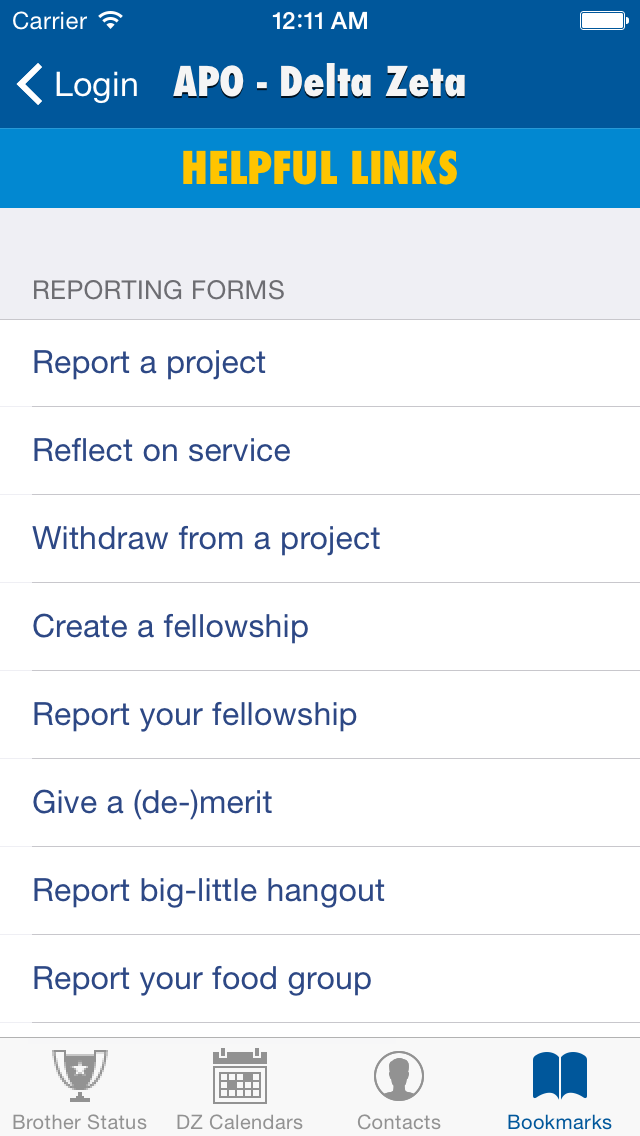 Carrier 12:11 AM
Login APO - Delta Zeta
HELPFUL LINKS
REPORTING FORMS
Report a project
Reflect on service
Withdraw from a project
Create a fellowship
Report your fellowship
Give a (de-)merit
Report big-little hangout
Report your food group
Brother Status DZ Calendars Contacts Bookmarks